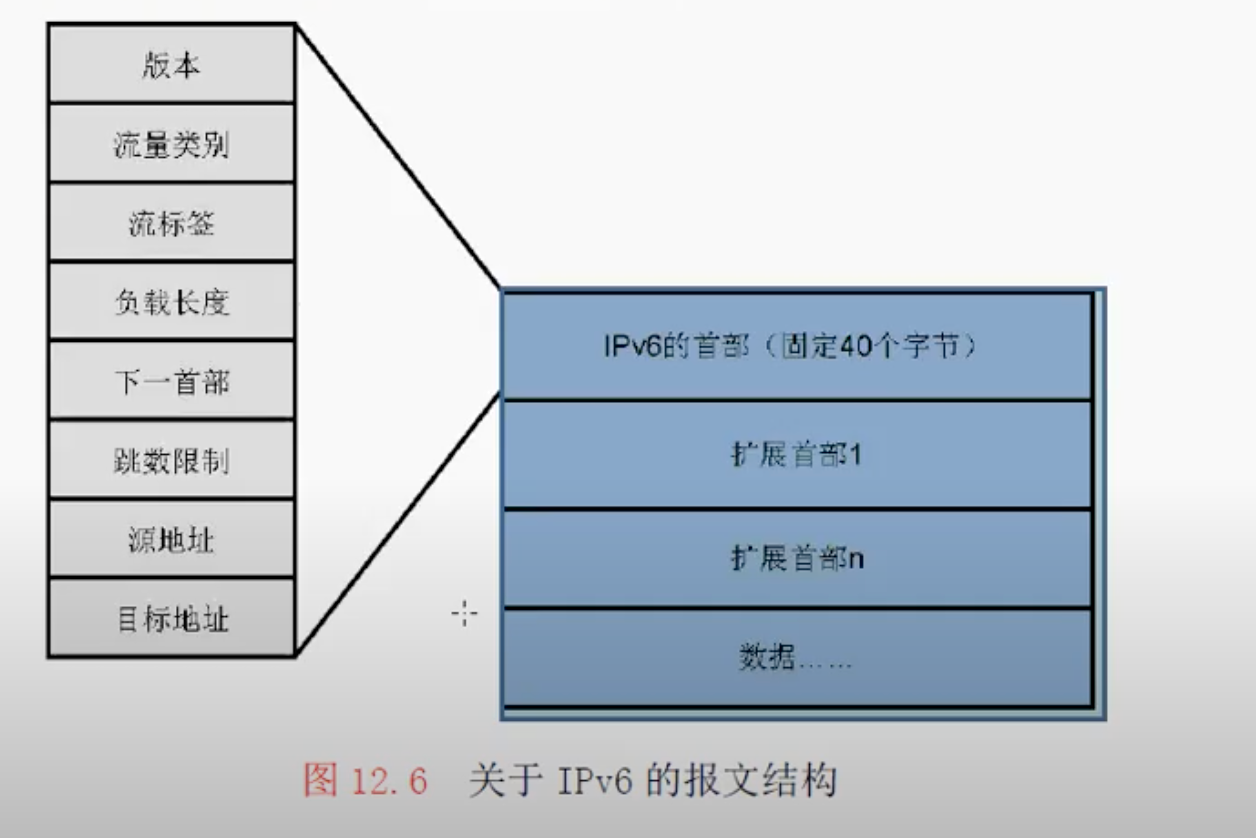 版本
流量类别
流标签
负载长度
下一首部
跳数限制
源地址
目标地址
IPv6的首部（固定40个字节）
扩展首部1
扩展首部n
数据……
图 12.6 关于 IPv6 的报文结构